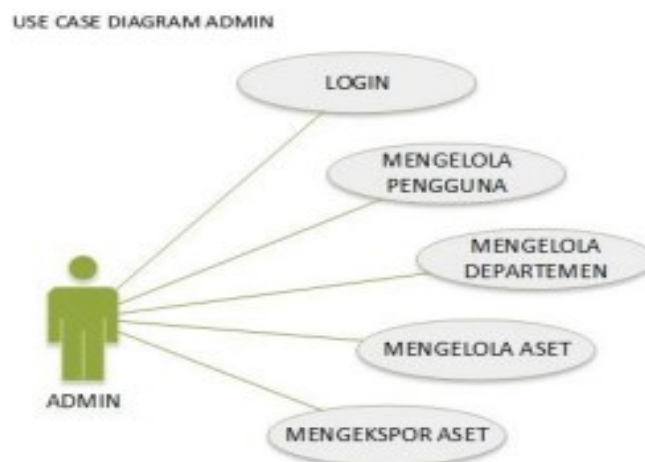 USE CASE DIAGRAM ADMIN
LOGIN
MENGELOLA
PENGGUNA
MENGELOLA
DEPARTEMEN
MENGELOLA ASET
ADMIN
MENGEKSPOR ASET